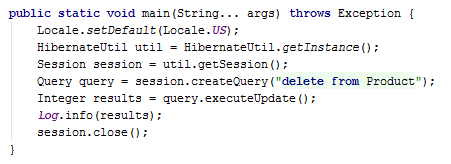 public static void main(String... args) throws Exception {
Locale.setDefault(Locale.US);
HibernateUtil util = HibernateUtil.getInstance();
Session session = util.getSession();
Query query = session.createQuery("delete from Product");
Integer results = query.executeUpdate();
Log.info(results);
session.close();
}